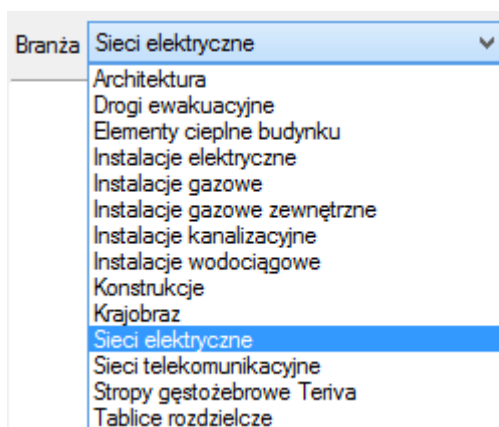 Branża Sieci elektryczne
Architektura
Drogi ewakuacyjne
Elementy cieplne budynku
Instalacje elektryczne
Instalacje gazowe
Instalacje gazowe zewnętrzne
Instalacje kanalizacyjne
Instalacje wodociągowe
Konstrukcje
Krajobraz
Sieci elektryczne
Sieci telekomunikacyjne
Stropy gęstożebrowe Teriva
Tablice rozdzielcze